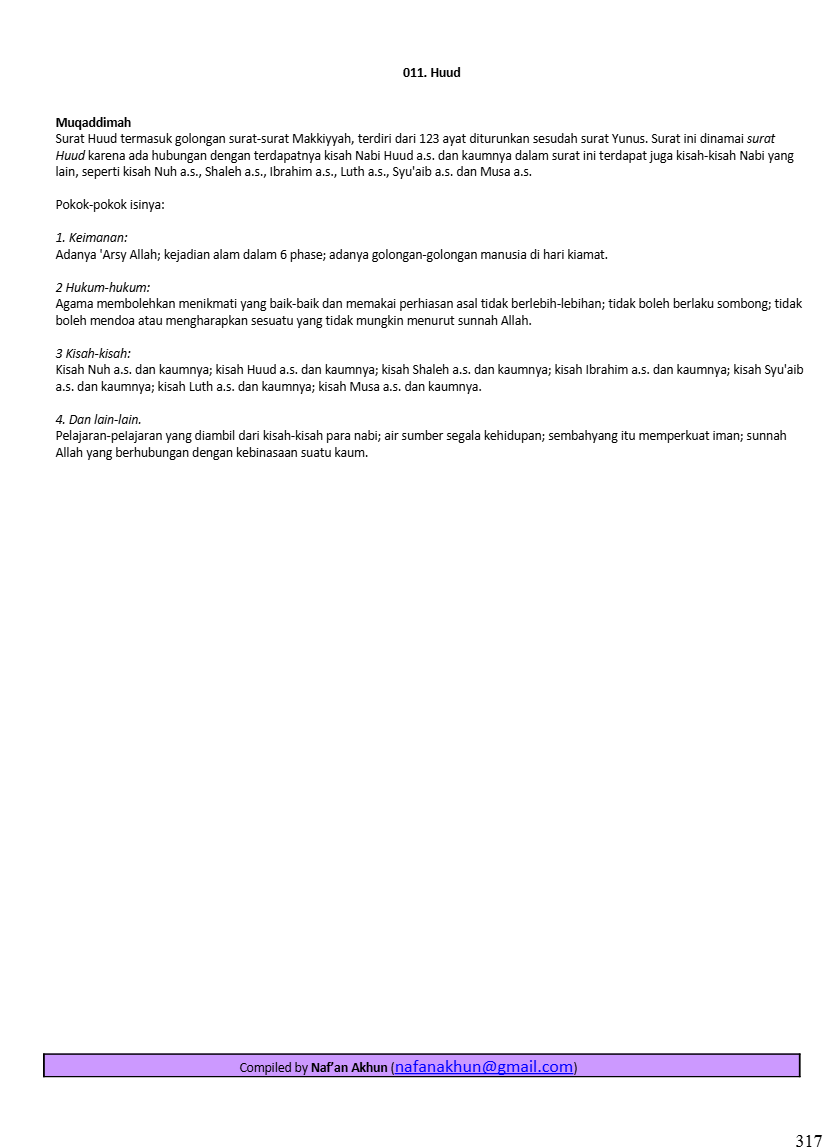 011. Huud
Muqaddimah
Surat Huud termasuk golongan surat-surat Makkiyyah, terdiri dari 123 ayat diturunkan sesudah surat Yunus. Surat ini dinamai surat
Huud karena ada hubungan dengan terdapatnya kisah Nabi Huud a.s. dan kaumnya dalam surat ini terdapat juga kisah-kisah Nabi yang
lain, seperti kisah Nuh a.s., Shaleh a.s., Ibrahim a.s., Luth a.s., Syu'aib a.s. dan Musa a.s.
Pokok-pokok isinya:
1. Keimanan:
Adanya 'Arsy Allah; kejadian alam dalam 6 phase; adanya golongan-golongan manusia di hari kiamat.
2 Hukum-hukum:
Agama membolehkan menikmati yang baik-baik dan memakai perhiasan asal tidak berlebih-lebihan; tidak boleh berlaku sombong; tidak
boleh mendoa atau mengharapkan sesuatu yang tidak mungkin menurut sunnah Allah.
3 Kisah-kisah:
Kisah Nuh a.s. dan kaumnya; kisah Huud a.s. dan kaumnya; kisah Shaleh a.s. dan kaumnya; kisah Ibrahim a.s. dan kaumnya; kisah Syu'aib
a.s. dan kaumnya; kisah Luth a.s. dan kaumnya; kisah Musa a.s. dan kaumnya.
4. Dan lain-lain.
Pelajaran-pelajaran yang diambil dari kisah-kisah para nabi; air sumber segala kehidupan; sembahyang itu memperkuat iman; sunnah
Allah yang berhubungan dengan kebinasaan suatu kaum.
Compiled by Naf’an Akhun (nafanakhun@gmail.com)
317